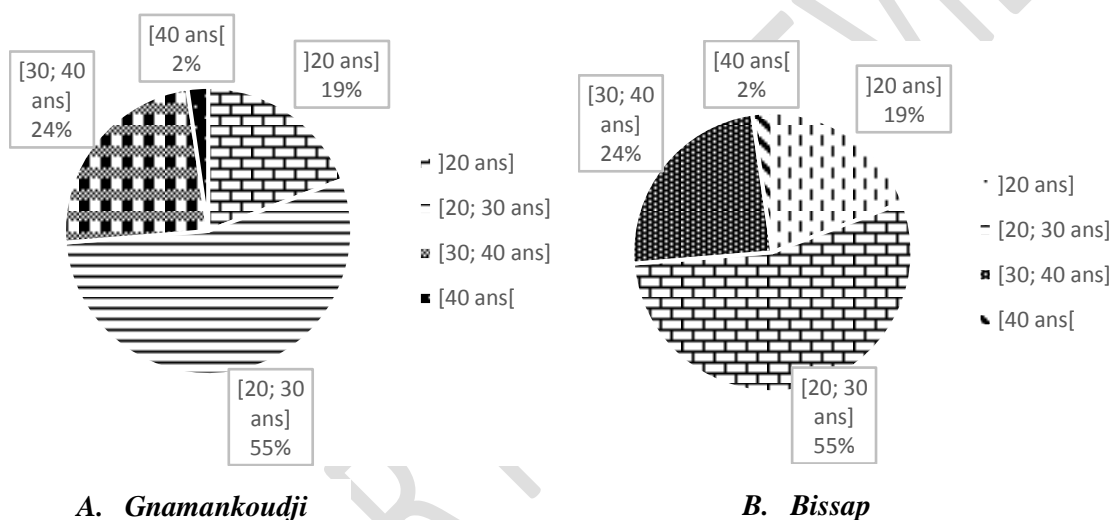 [40 ans[
2%
]20 ans]
19%
[30; 40
ans]
24%
[20; 30
ans]
55%
]20 ans]
[20; 30 ans]
[30; 40 ans]
[40 ans[
A. Gnamankoudji
[40 ans[
2%
]20 ans]
19%
[30; 40
ans]
24%
[20; 30
ans]
55%
]20 ans]
[20; 30 ans]
[30; 40 ans]
[40 ans[
B. Bissap